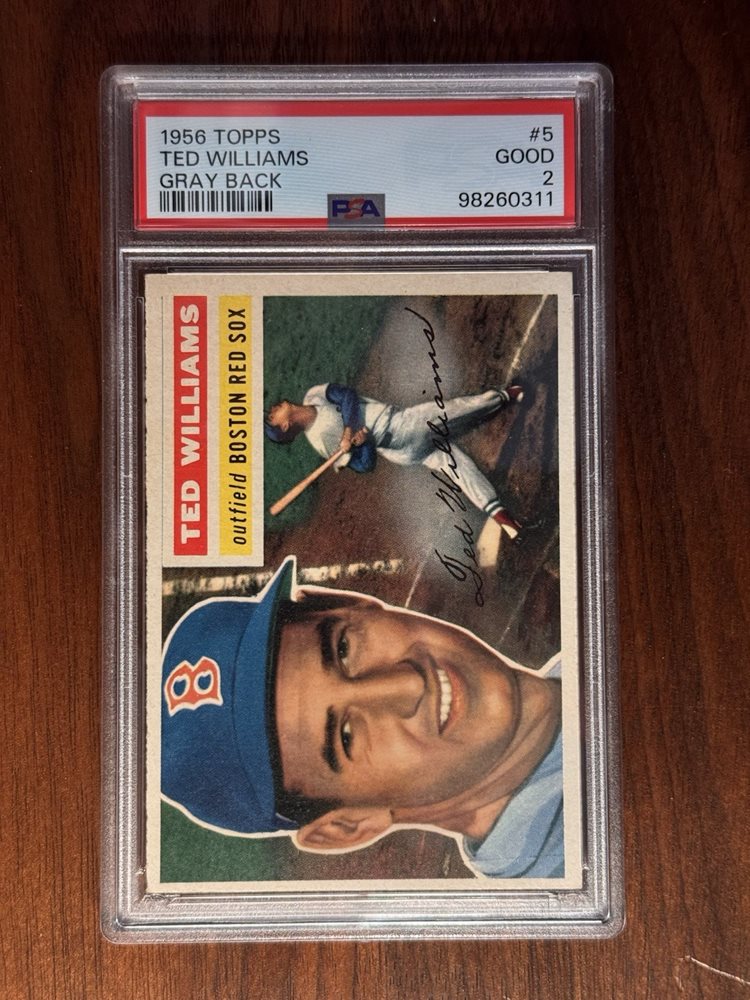 1956 TOPPS #5
TED WILLIAMS GOOD
GRAY BACK 2
98260311
PSA
TED WILLIAMS
outfield BOSTON RED SOX
Ted Williams
B